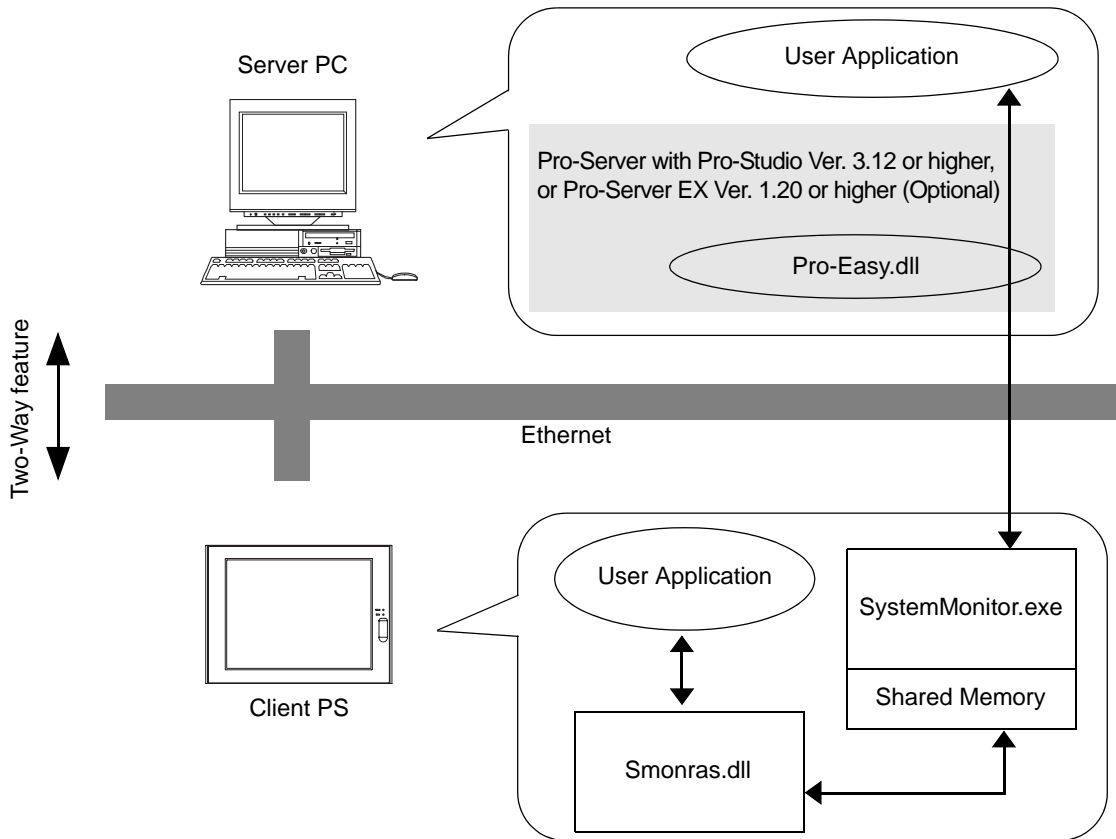 Server PC
User Application
Pro-Server with Pro-Studio Ver. 3.12 or higher,
or Pro-Server EX Ver. 1.20 or higher (Optional)
Pro-Easy.dll
Two-Way feature
Ethernet
Client PS
User Application
SystemMonitor.exe
Shared Memory
Smonras.dll